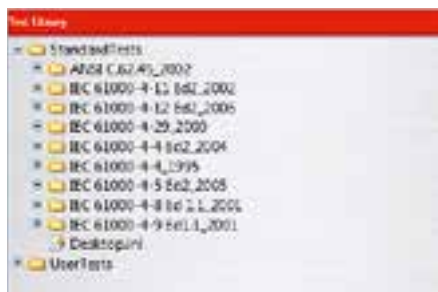 Test Library
StandardTests
ANSI C.62.45_2002
IEC 61000-4-11 Ed2_2002
IEC 61000-4-12 Ed2_2006
IEC 61000-4-29_2000
IEC 61000-4-4 Ed2_2004
IEC 61000-4-4_1995
IEC 61000-4-5 Ed2_2005
IEC 61000-4-8 Ed 1.1_2001
IEC 61000-4-9 Ed1.1_2001
Desktop.ini
UserTests